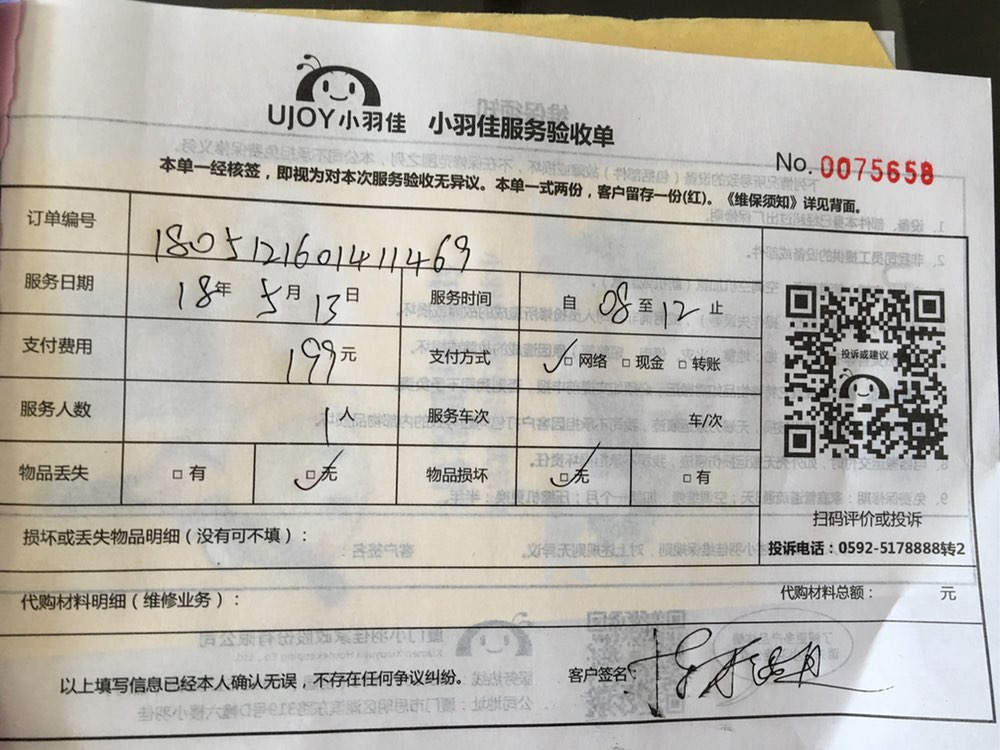 UJOY小羽佳 小羽佳服务验收单
No. 0075658
本单一经核签，即视为对本次服务验收无异议。本单一式两份，客户留存一份(红)。《维保须知》详见背面。
订单编号 180512160141469
服务日期 18年 5月 13日 服务时间 自 08 至 12 止
支付费用 199元 支付方式 ✓□网络 □现金 □转账
投诉或建议
服务人数 1人 服务车次 车/次
物品丢失 □有 ☑无 物品损坏 ☑无 □有
扫码评价或投诉
损坏或丢失物品明细（没有可不填）：
投诉电话：0592-5178888转2
代购材料明细（维修业务）： 代购材料总额： 元
以上填写信息已经本人确认无误，不存在任何争议纠纷。 客户签名：